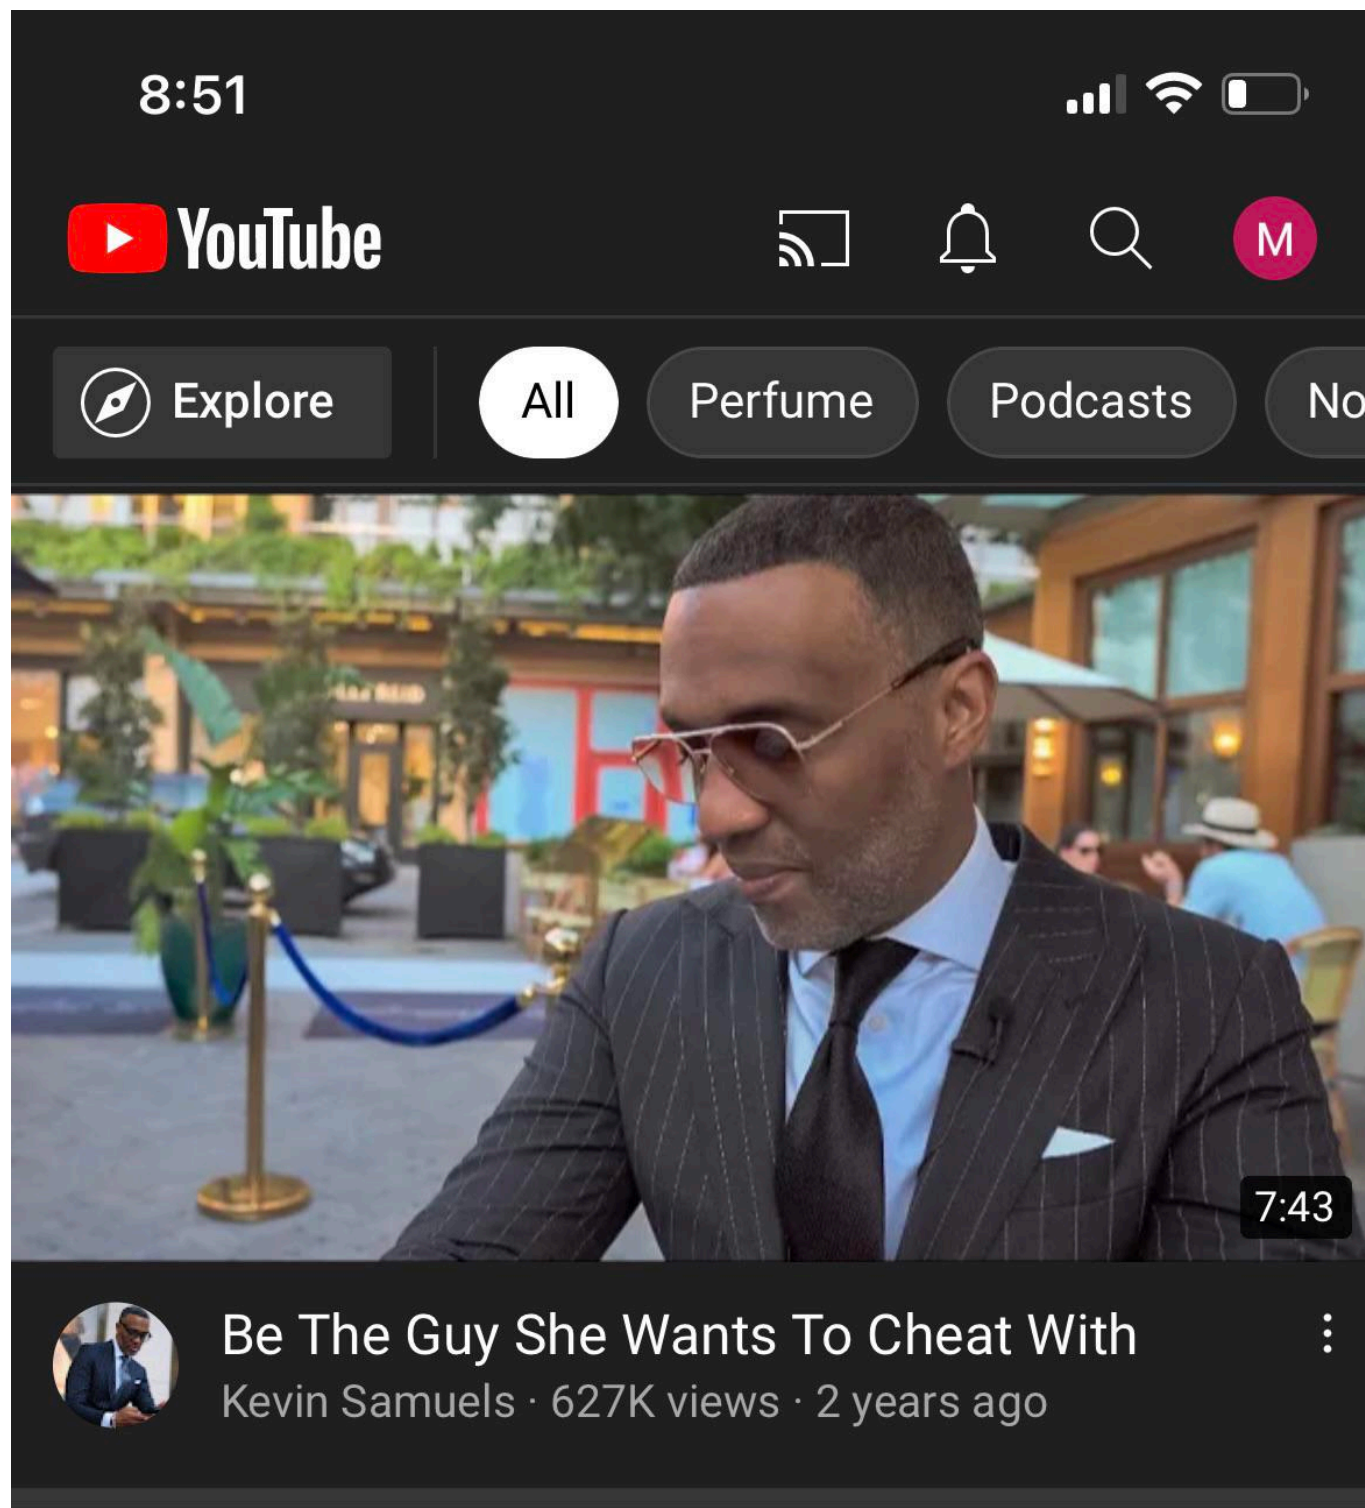 8:51
YouTube
M
Explore
All
Perfume
Podcasts
No
7:43
Be The Guy She Wants To Cheat With
Kevin Samuels · 627K views · 2 years ago